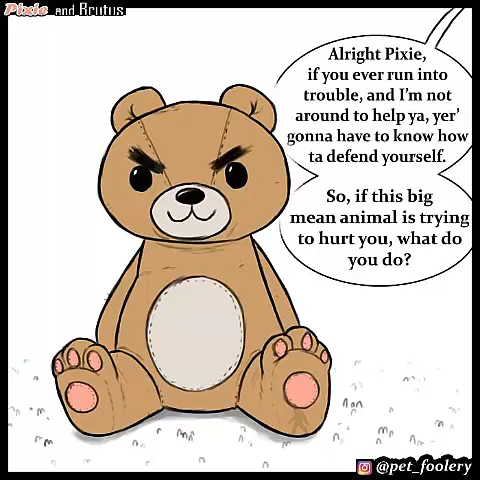 Pixie and Brutus
Alright Pixie,
if you ever run into
trouble, and I'm not
around to help ya, yer'
gonna have to know how
ta defend yourself.
So, if this big
mean animal is trying
to hurt you, what do
you do?
@pet_foolery